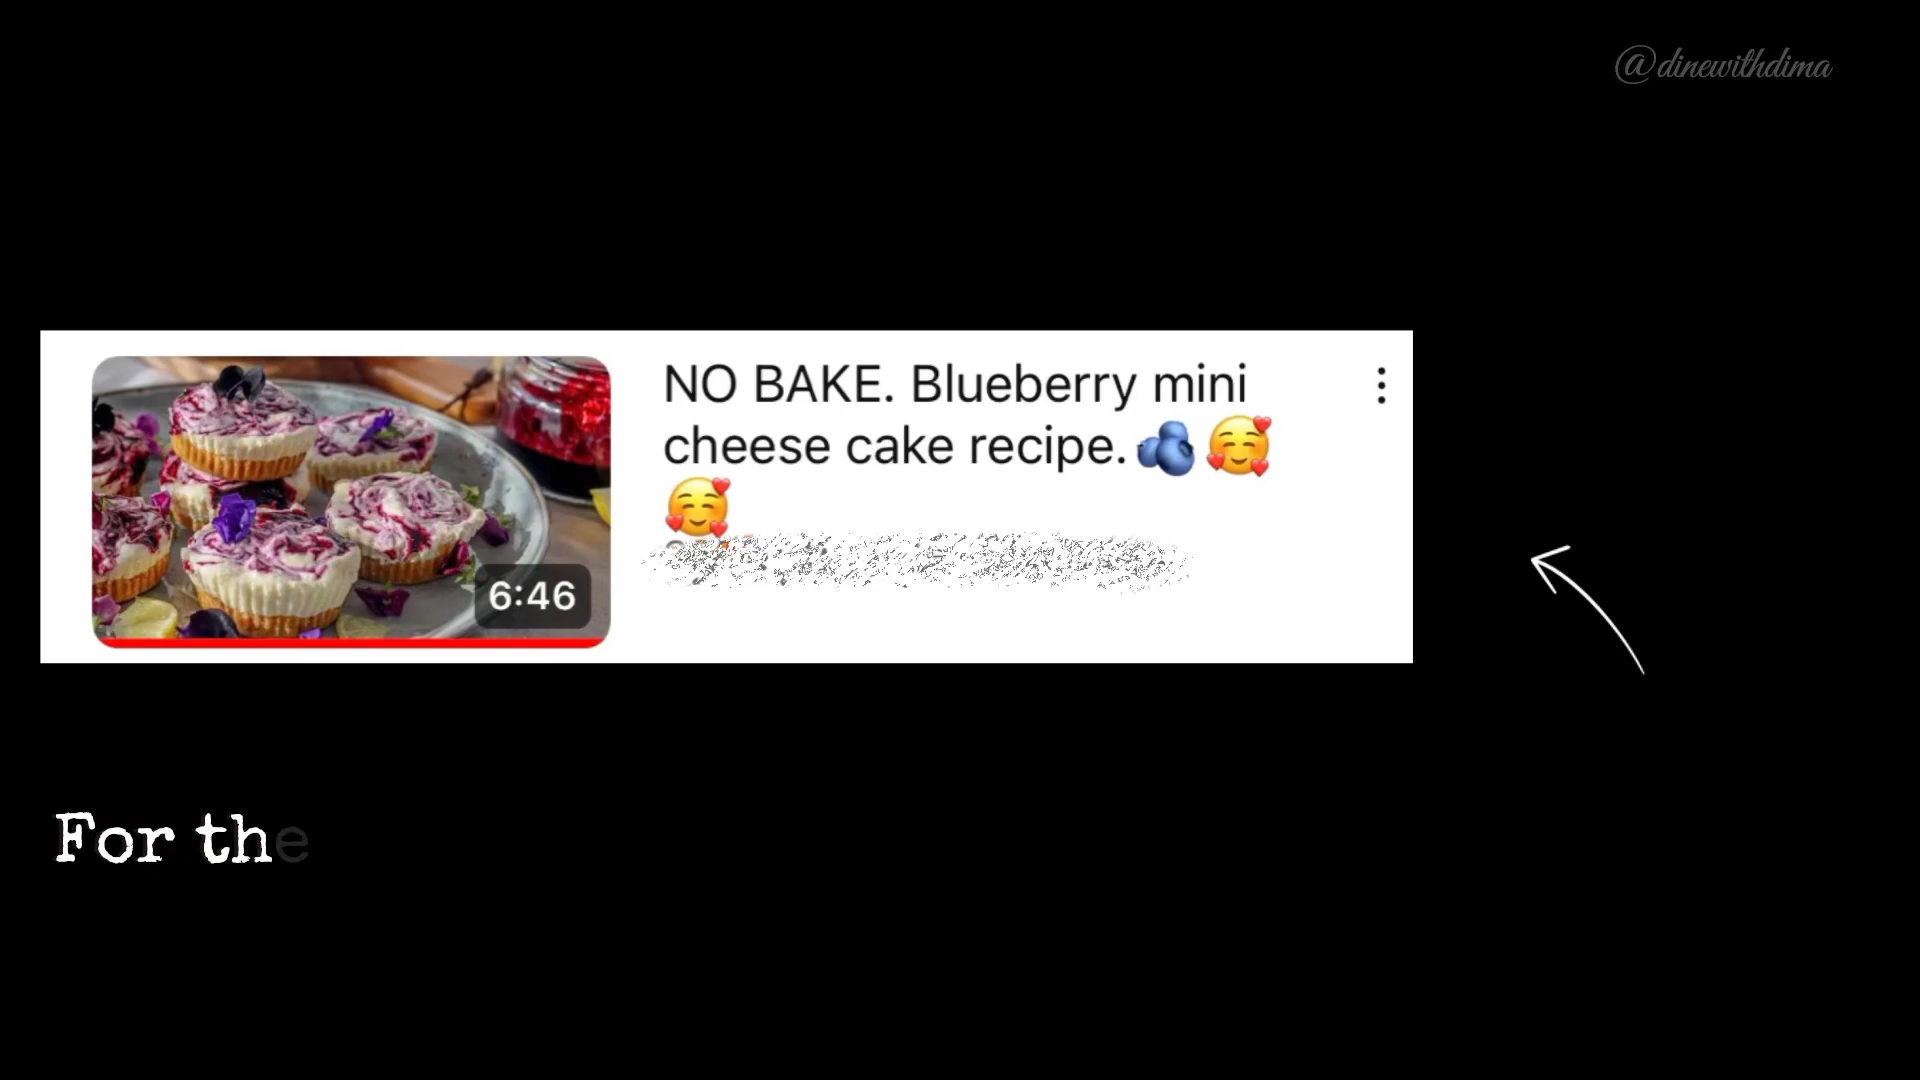 @dinewithdima
NO BAKE. Blueberry mini
cheese cake recipe. 🫐 🥰
🥰
6:46
For the